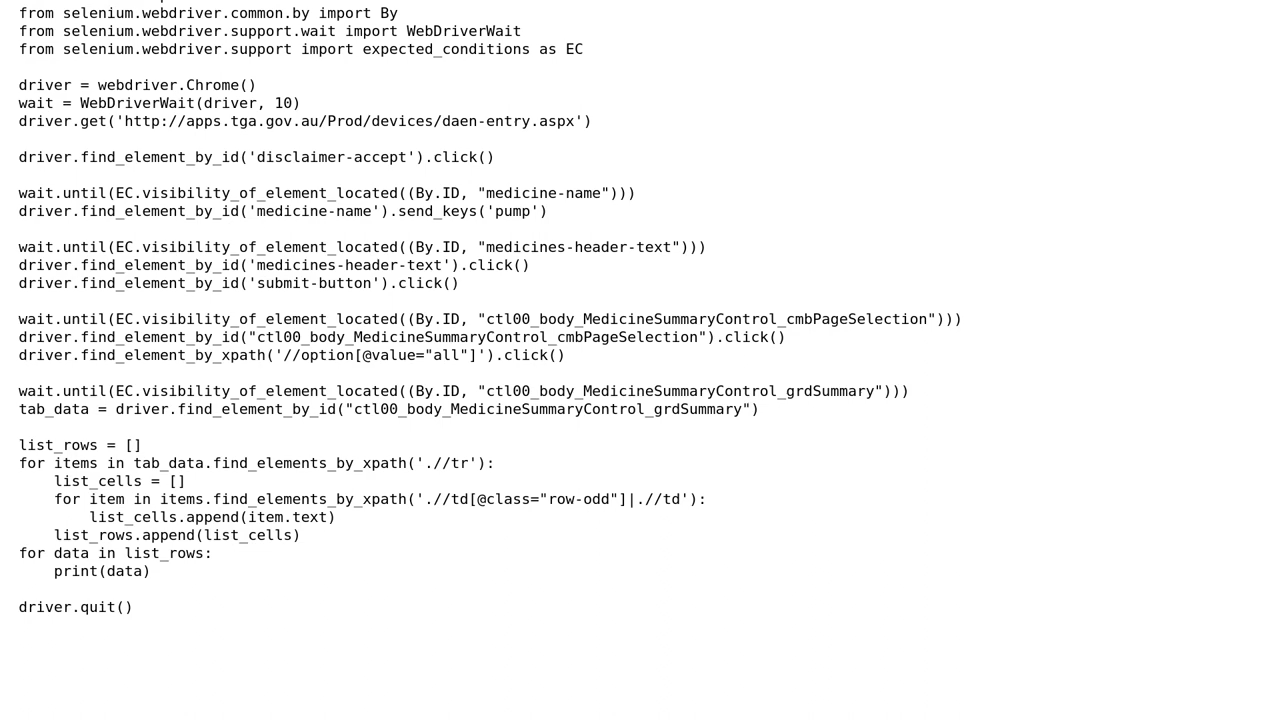 from selenium.webdriver.common.by import By
from selenium.webdriver.support.wait import WebDriverWait
from selenium.webdriver.support import expected_conditions as EC

driver = webdriver.Chrome()
wait = WebDriverWait(driver, 10)
driver.get('http://apps.tga.gov.au/Prod/devices/daen-entry.aspx')

driver.find_element_by_id('disclaimer-accept').click()

wait.until(EC.visibility_of_element_located((By.ID, "medicine-name")))
driver.find_element_by_id('medicine-name').send_keys('pump')

wait.until(EC.visibility_of_element_located((By.ID, "medicines-header-text")))
driver.find_element_by_id('medicines-header-text').click()
driver.find_element_by_id('submit-button').click()

wait.until(EC.visibility_of_element_located((By.ID, "ctl00_body_MedicineSummaryControl_cmbPageSelection")))
driver.find_element_by_id("ctl00_body_MedicineSummaryControl_cmbPageSelection").click()
driver.find_element_by_xpath('//option[@value="all"]').click()

wait.until(EC.visibility_of_element_located((By.ID, "ctl00_body_MedicineSummaryControl_grdSummary")))
tab_data = driver.find_element_by_id("ctl00_body_MedicineSummaryControl_grdSummary")

list_rows = []
for items in tab_data.find_elements_by_xpath('.//tr'):
    list_cells = []
    for item in items.find_elements_by_xpath('.//td[@class="row-odd"]|.//td'):
        list_cells.append(item.text)
    list_rows.append(list_cells)
for data in list_rows:
    print(data)

driver.quit()